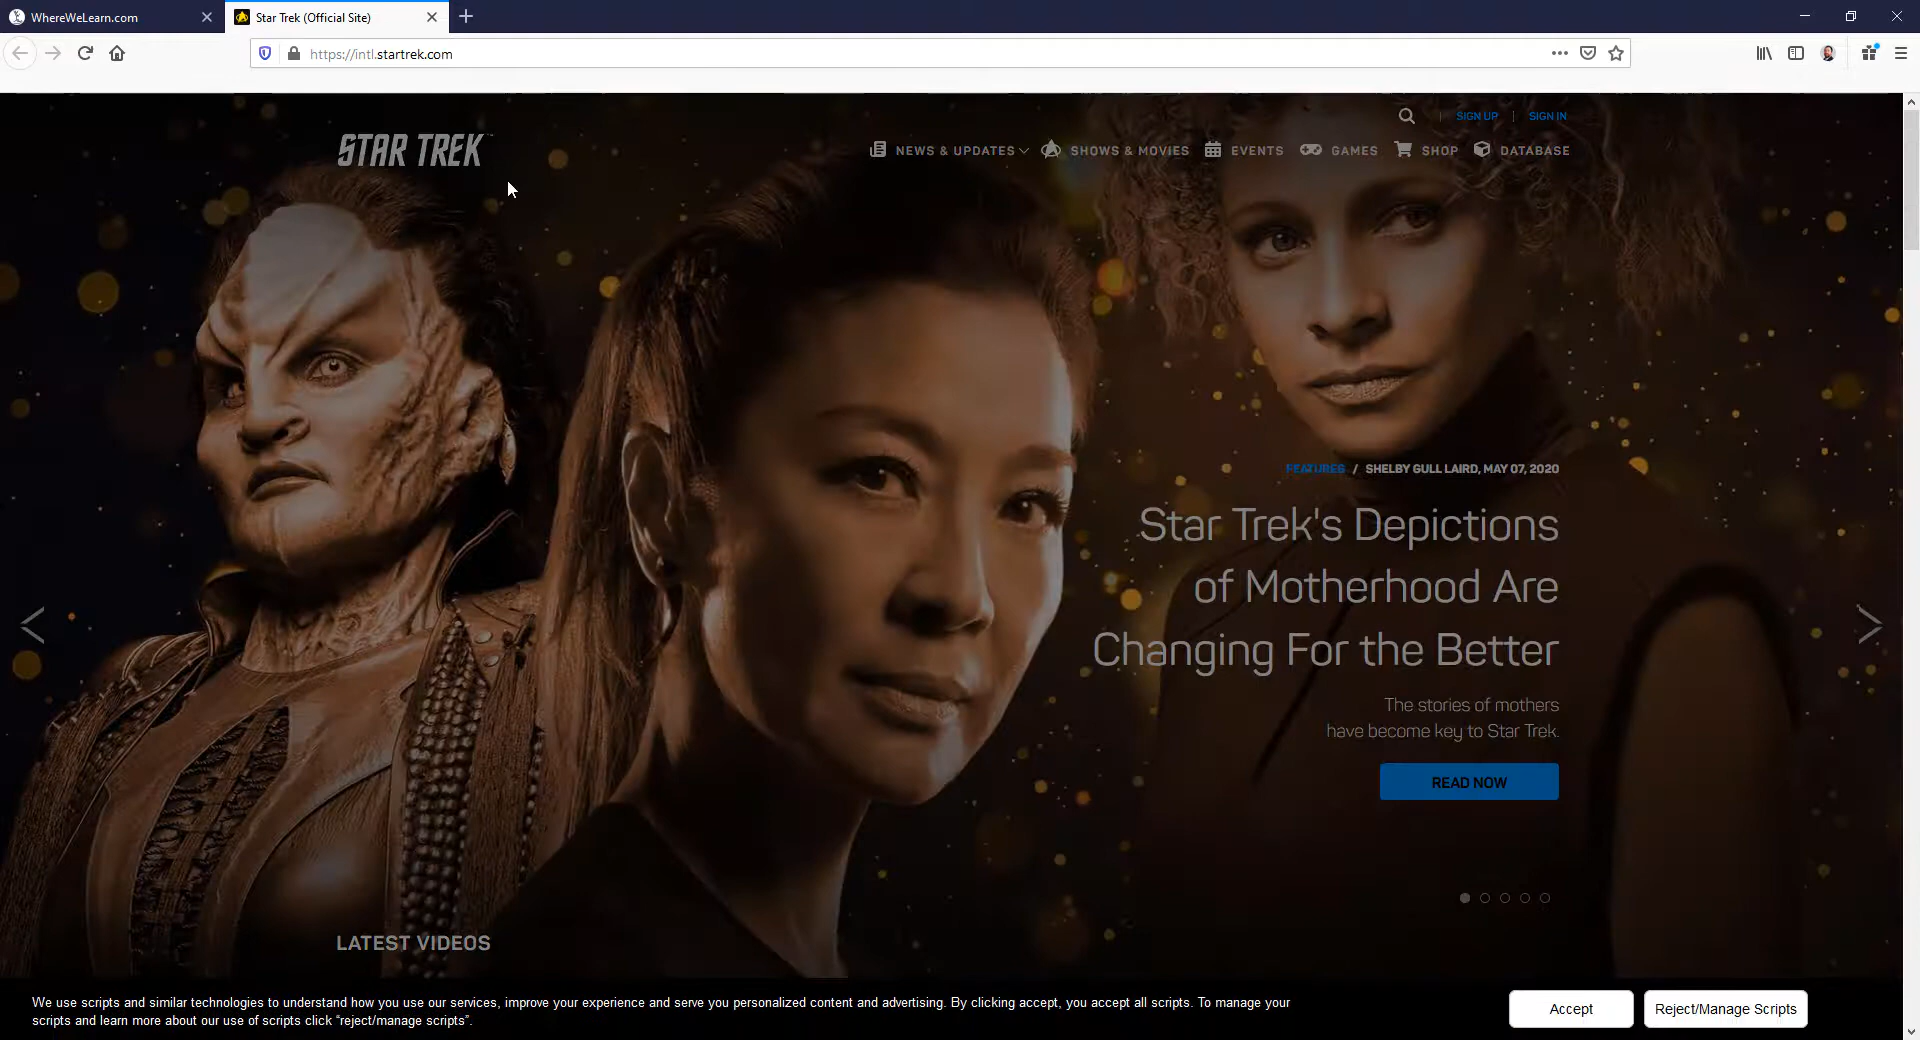 WhereWeLearn.com
Star Trek (Official Site)
https://intl.startrek.com
SIGN UP
SIGN IN
STAR TREK
NEWS & UPDATES
SHOWS & MOVIES
EVENTS
GAMES
SHOP
DATABASE
FEATURES / SHELBY GULL LAIRD, MAY 07, 2020
Star Trek's Depictions
of Motherhood Are
Changing For the Better
The stories of mothers
have become key to Star Trek.
READ NOW
LATEST VIDEOS
We use scripts and similar technologies to understand how you use our services, improve your experience and serve you personalized content and advertising. By clicking accept, you accept all scripts. To manage your
scripts and learn more about our use of scripts click “reject/manage scripts”.
Accept
Reject/Manage Scripts